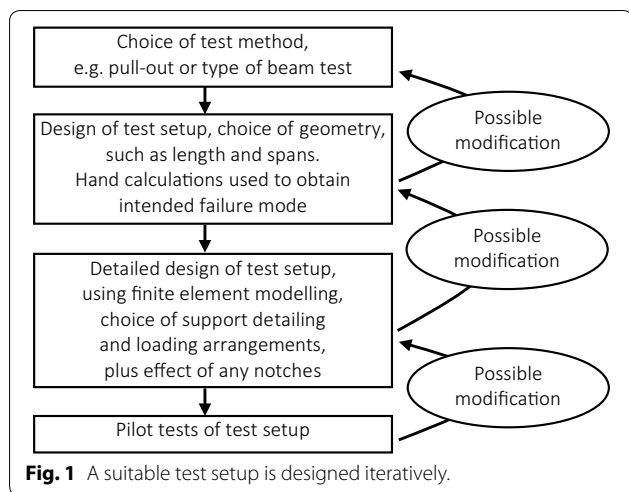 Choice of test method,
e.g. pull-out or type of beam test
Possible
modification
Design of test setup, choice of geometry,
such as length and spans.
Hand calculations used to obtain
intended failure mode
Possible
modification
Detailed design of test setup,
using finite element modelling,
choice of support detailing
and loading arrangements,
plus effect of any notches
Possible
modification
Pilot tests of test setup
Fig. 1 A suitable test setup is designed iteratively.